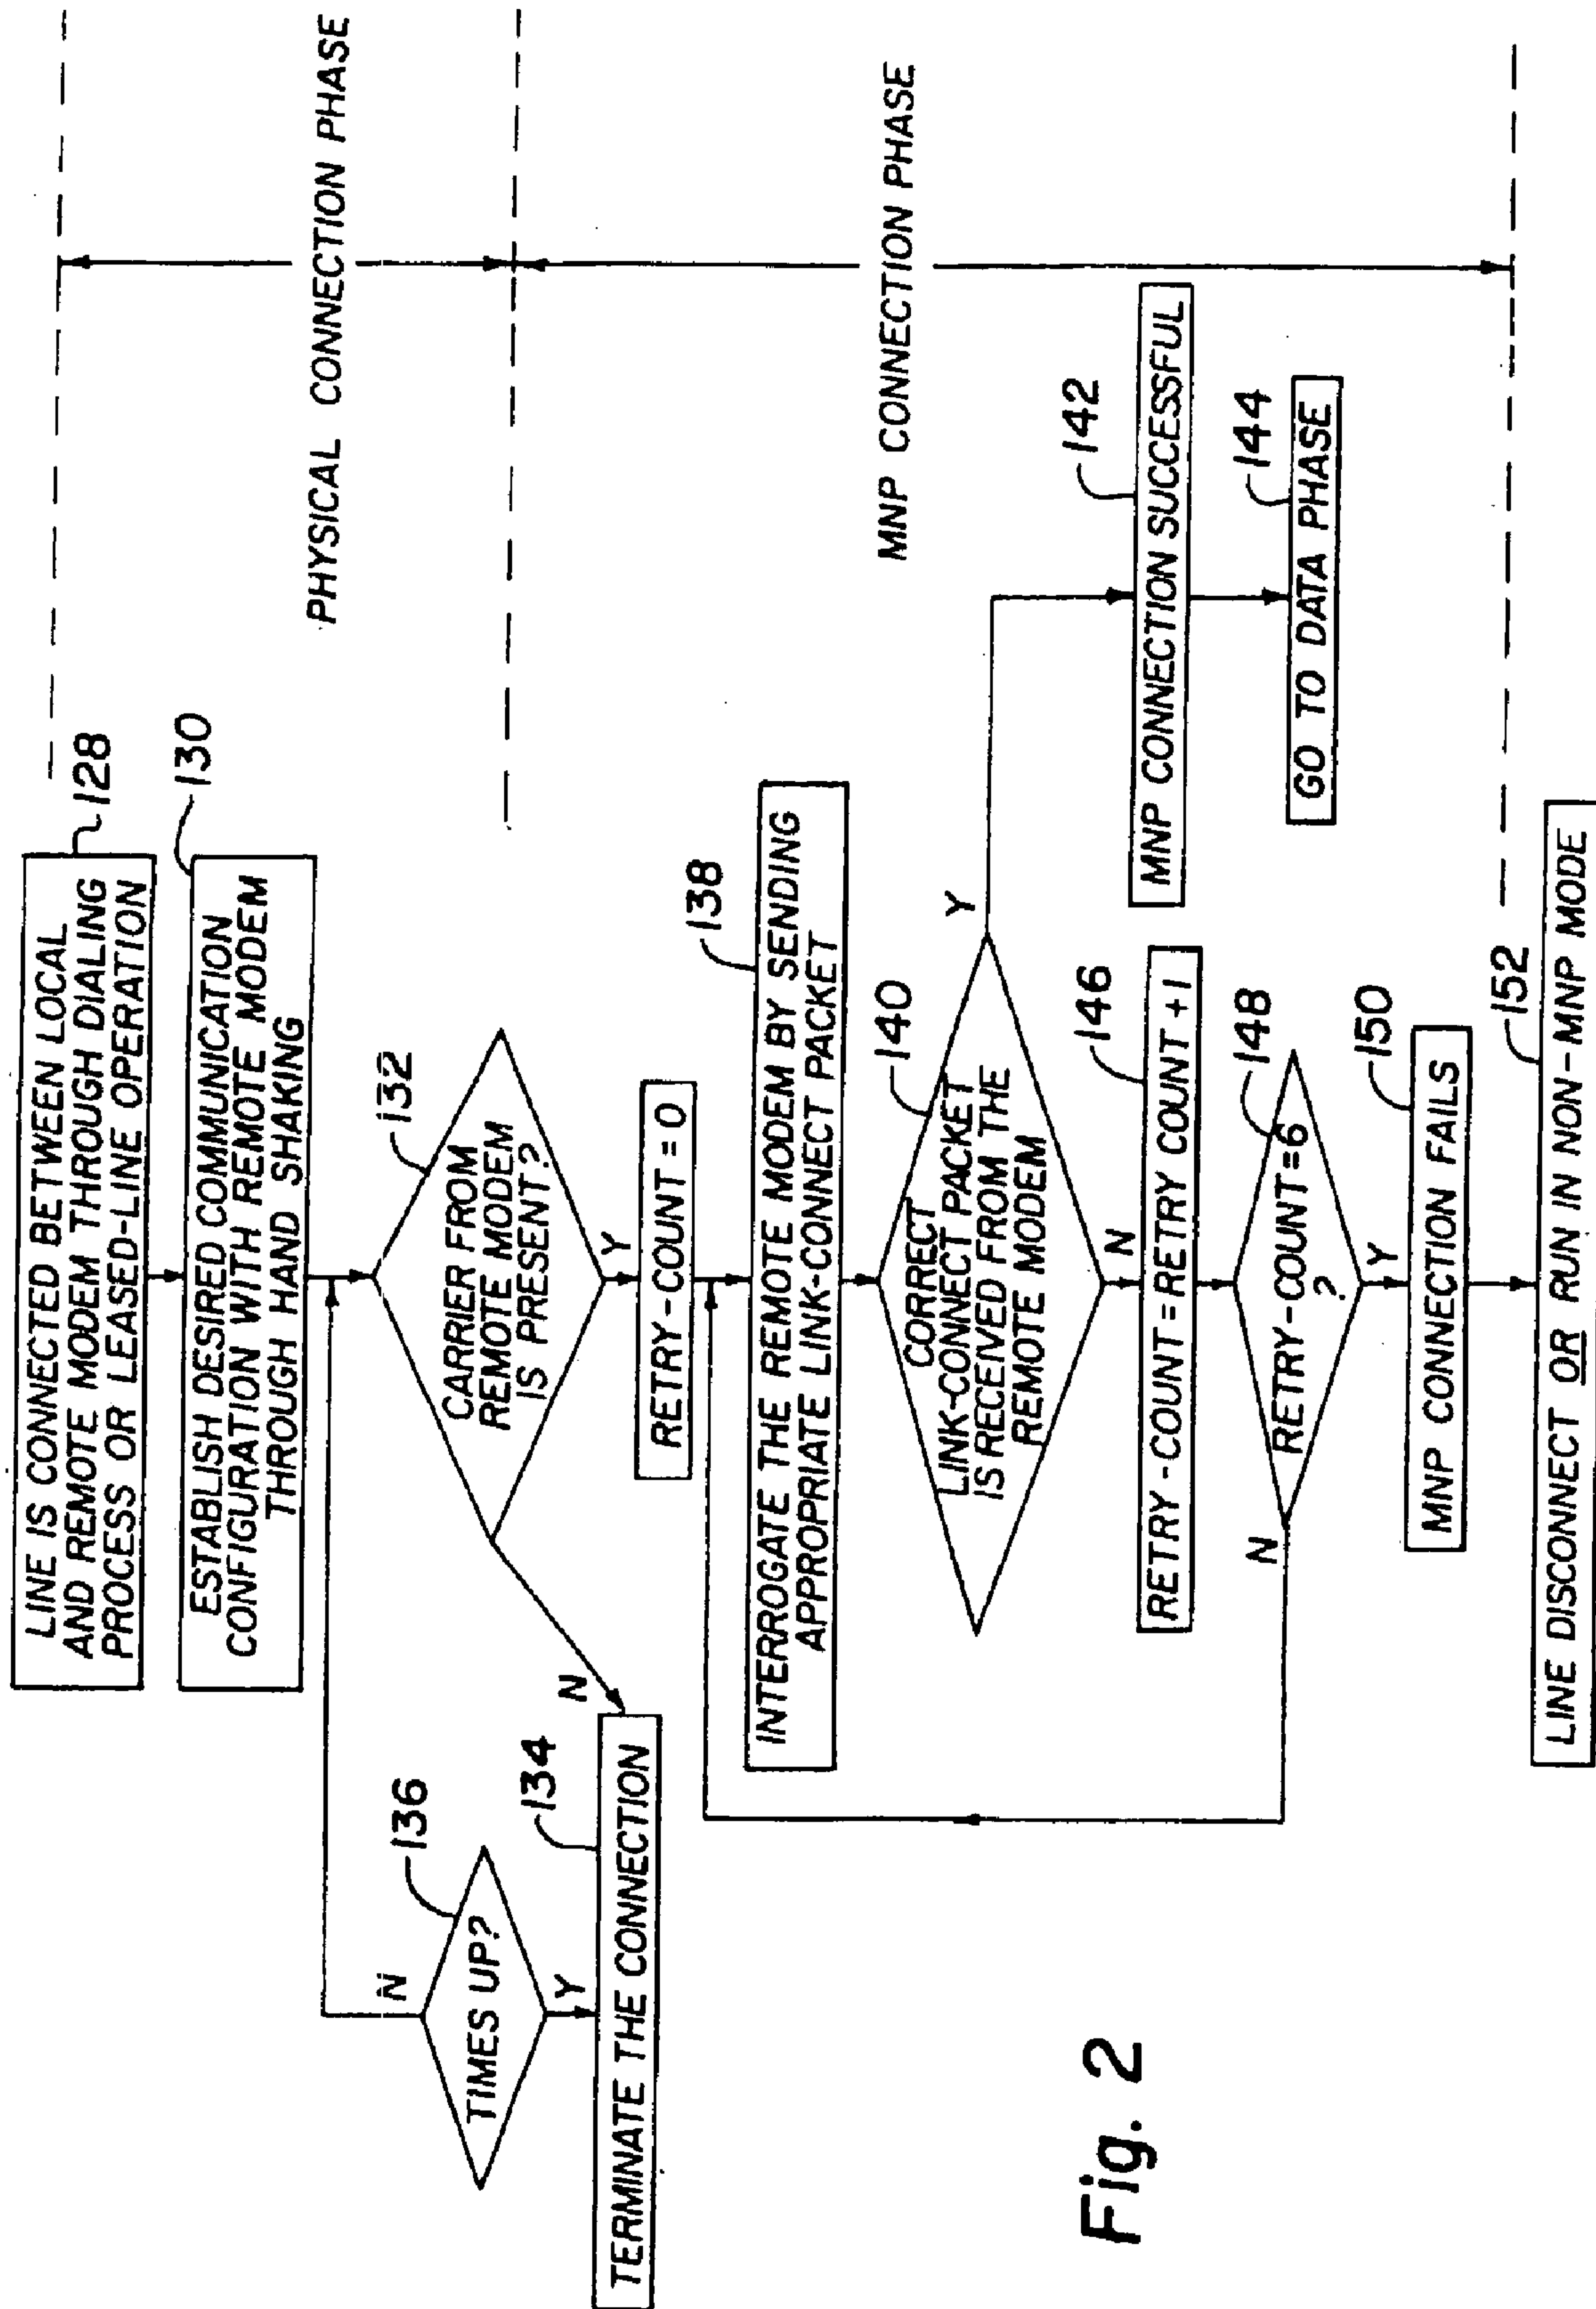 LINE IS CONNECTED BETWEEN LOCAL
AND REMOTE MODEM THROUGH DIALING
PROCESS OR LEASED-LINE OPERATION
128
ESTABLISH DESIRED COMMUNICATION
CONFIGURATION WITH REMOTE MODEM
THROUGH HAND SHAKING
130
PHYSICAL CONNECTION PHASE
CARRIER FROM
REMOTE MODEM
IS PRESENT?
132
N
Y
TIMES UP?
136
N
Y
TERMINATE THE CONNECTION
134
RETRY-COUNT = 0
INTERROGATE THE REMOTE MODEM BY SENDING
APPROPRIATE LINK-CONNECT PACKET
138
MNP CONNECTION PHASE
CORRECT
LINK-CONNECT PACKET
IS RECEIVED FROM THE
REMOTE MODEM
140
Y
N
MNP CONNECTION SUCCESSFUL
142
GO TO DATA PHASE
144
RETRY-COUNT = RETRY COUNT +1
146
RETRY-COUNT=6
?
148
N
Y
MNP CONNECTION FAILS
150
LINE DISCONNECT OR RUN IN NON-MNP MODE
152
Fig. 2